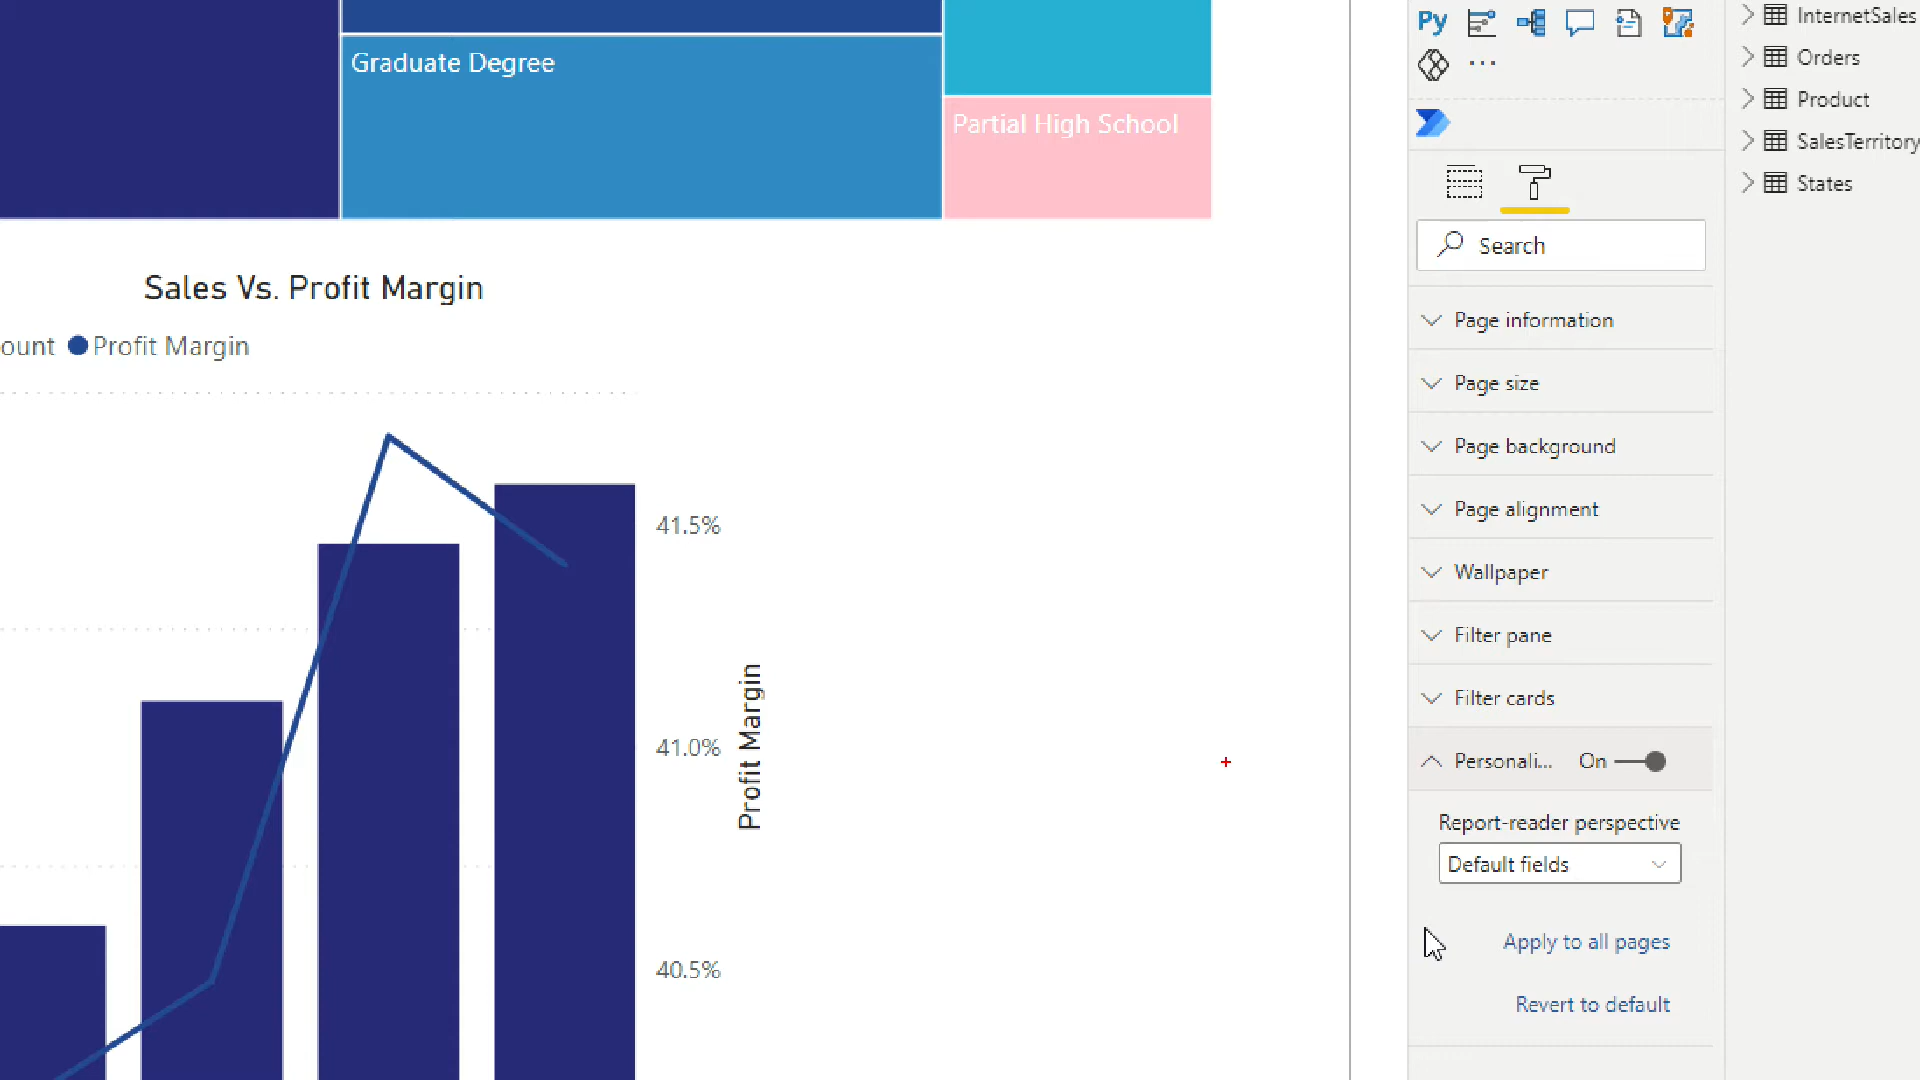 Graduate Degree
Partial High School
Sales Vs. Profit Margin
ount Profit Margin
41.5%
41.0%
40.5%
Profit Margin
Py
Search
Page information
Page size
Page background
Page alignment
Wallpaper
Filter pane
Filter cards
Personali... On
Report-reader perspective
Default fields
Apply to all pages
Revert to default
InternetSales
Orders
Product
SalesTerritory
States